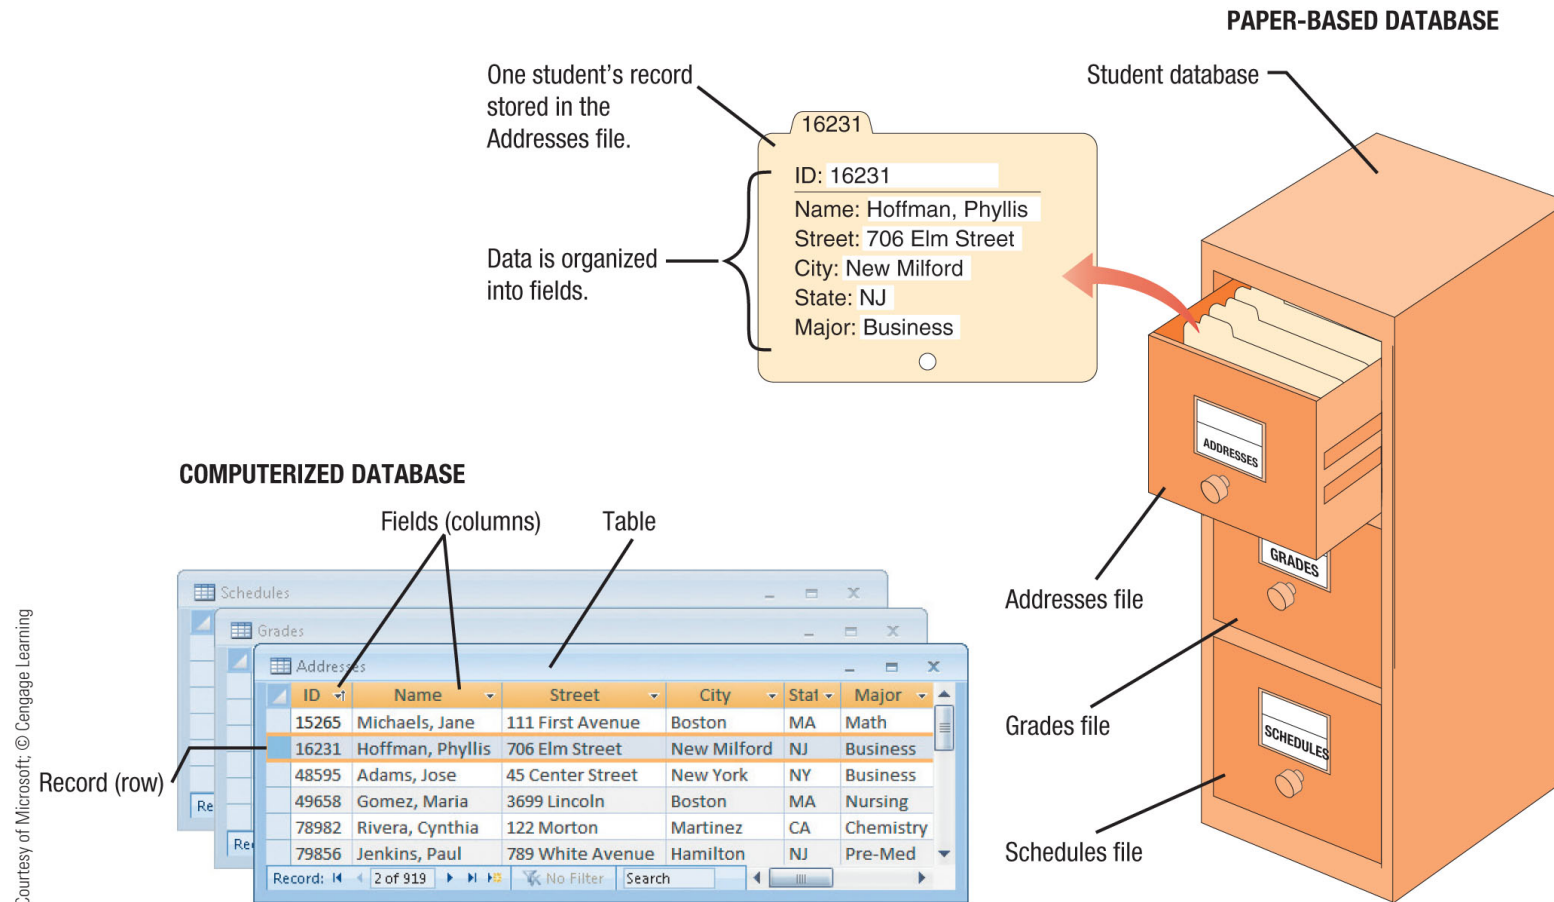 PAPER-BASED DATABASE
One student's record
stored in the
Addresses file.
Student database
16231
ID: 16231
Name: Hoffman, Phyllis
Street: 706 Elm Street
City: New Milford
State: NJ
Major: Business
Data is organized
into fields.
ADDRESSES
GRADES
SCHEDULES
Addresses file
Grades file
Schedules file
COMPUTERIZED DATABASE
Fields (columns)
Table
Schedules
Grades
Addresses
ID Name Street City Stat Major
15265 Michaels, Jane 111 First Avenue Boston MA Math
16231 Hoffman, Phyllis 706 Elm Street New Milford NJ Business
48595 Adams, Jose 45 Center Street New York NY Business
49658 Gomez, Maria 3699 Lincoln Boston MA Nursing
78982 Rivera, Cynthia 122 Morton Martinez CA Chemistry
79856 Jenkins, Paul 789 White Avenue Hamilton NJ Pre-Med
Record: 2 of 919 No Filter Search
Re
Rec
Record (row)
Courtesy of Microsoft; © Cengage Learning